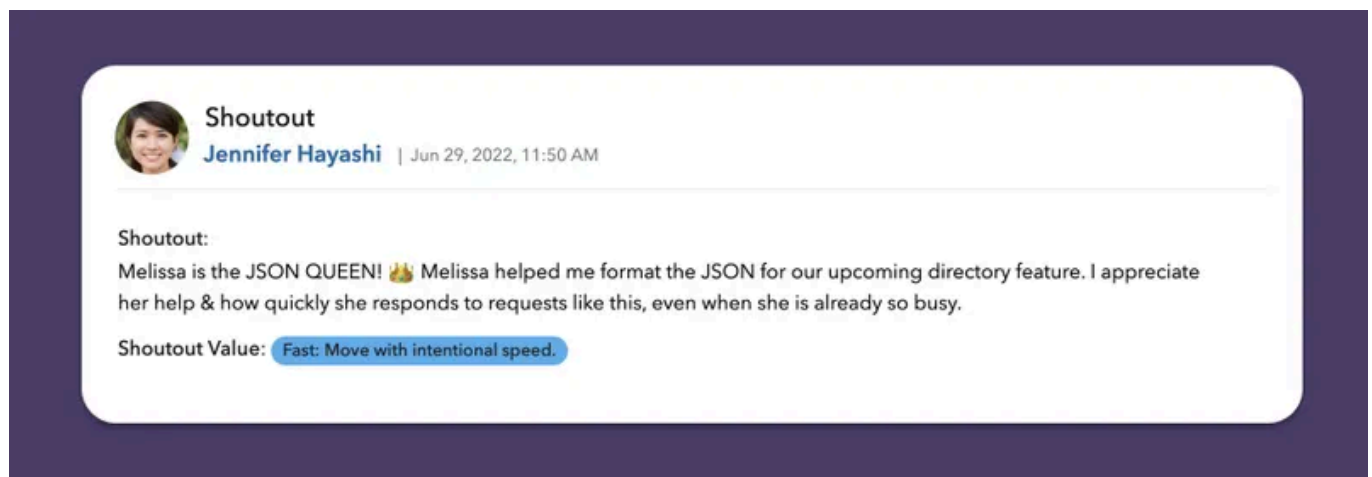 Shoutout
Jennifer Hayashi | Jun 29, 2022, 11:50 AM
Shoutout:
Melissa is the JSON QUEEN! 👑 Melissa helped me format the JSON for our upcoming directory feature. I appreciate
her help & how quickly she responds to requests like this, even when she is already so busy.
Shoutout Value: Fast: Move with intentional speed.